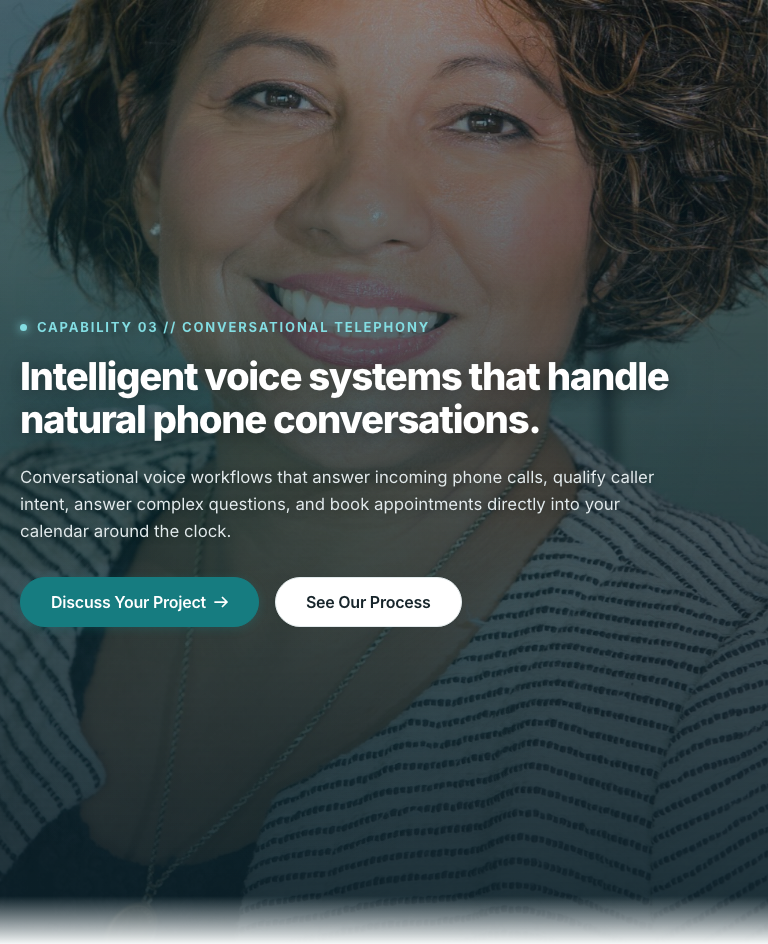 CAPABILITY 03 // CONVERSATIONAL TELEPHONY
Intelligent voice systems that handle
natural phone conversations.
Conversational voice workflows that answer incoming phone calls, qualify caller
intent, answer complex questions, and book appointments directly into your
calendar around the clock.
Discuss Your Project →
See Our Process